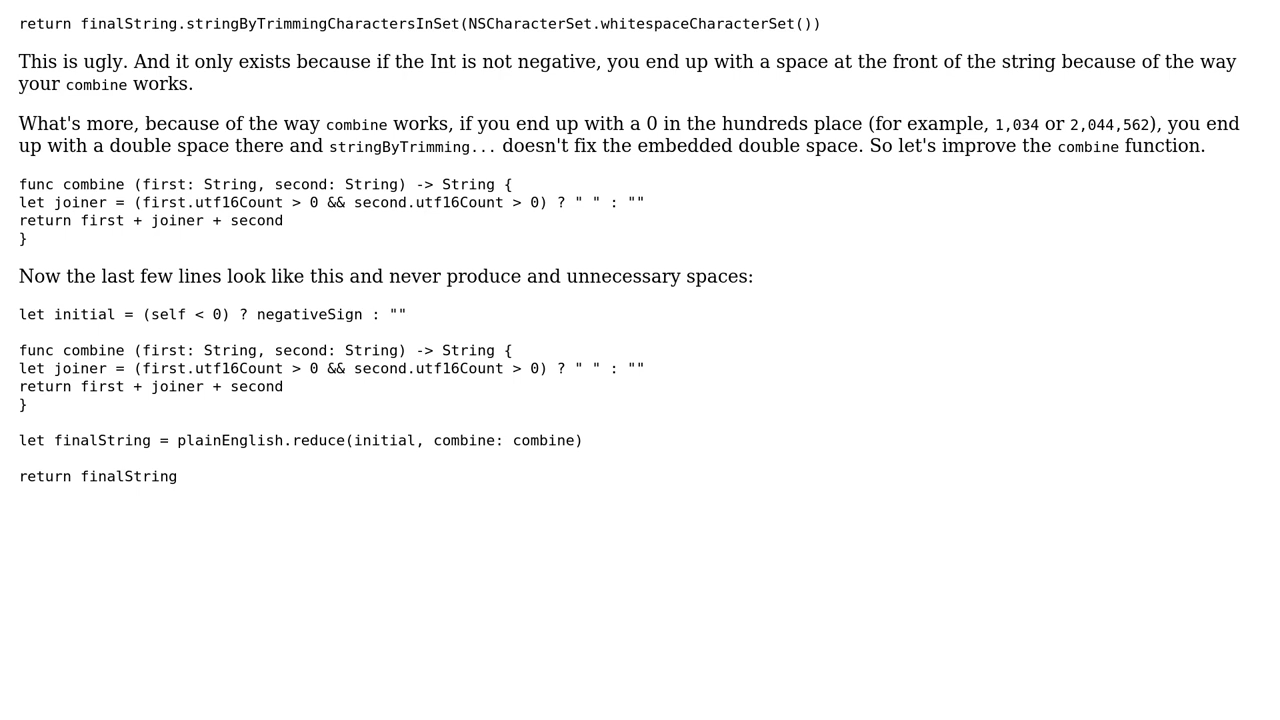 return finalString.stringByTrimmingCharactersInSet(NSCharacterSet.whitespaceCharacterSet())
This is ugly. And it only exists because if the Int is not negative, you end up with a space at the front of the string because of the way
your combine works.
What's more, because of the way combine works, if you end up with a 0 in the hundreds place (for example, 1,034 or 2,044,562), you end
up with a double space there and stringByTrimming... doesn't fix the embedded double space. So let's improve the combine function.
func combine (first: String, second: String) -> String {
let joiner = (first.utf16Count > 0 && second.utf16Count > 0) ? " " : ""
return first + joiner + second
}
Now the last few lines look like this and never produce and unnecessary spaces:
let initial = (self < 0) ? negativeSign : ""
func combine (first: String, second: String) -> String {
let joiner = (first.utf16Count > 0 && second.utf16Count > 0) ? " " : ""
return first + joiner + second
}
let finalString = plainEnglish.reduce(initial, combine: combine)
return finalString